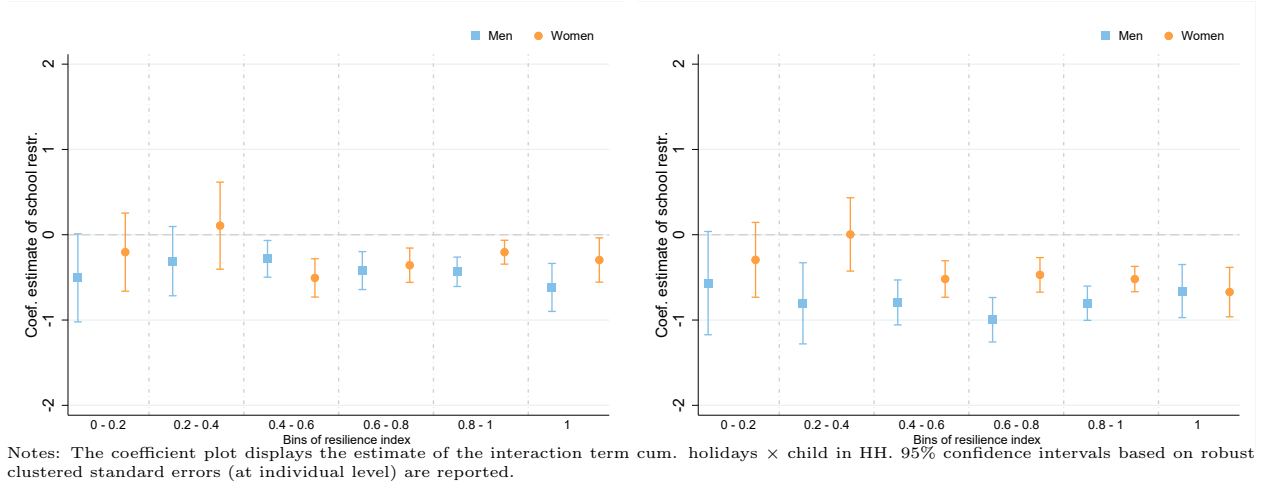 Men Women
2
1
0
-1
-2
Coef. estimate of school restr.
0 - 0.2 0.2 - 0.4 0.4 - 0.6 0.6 - 0.8 0.8 - 1 1
Bins of resilience index
Men Women
2
1
0
-1
-2
Coef. estimate of school restr.
0 - 0.2 0.2 - 0.4 0.4 - 0.6 0.6 - 0.8 0.8 - 1 1
Bins of resilience index
Notes: The coefficient plot displays the estimate of the interaction term cum. holidays × child in HH. 95% confidence intervals based on robust
clustered standard errors (at individual level) are reported.